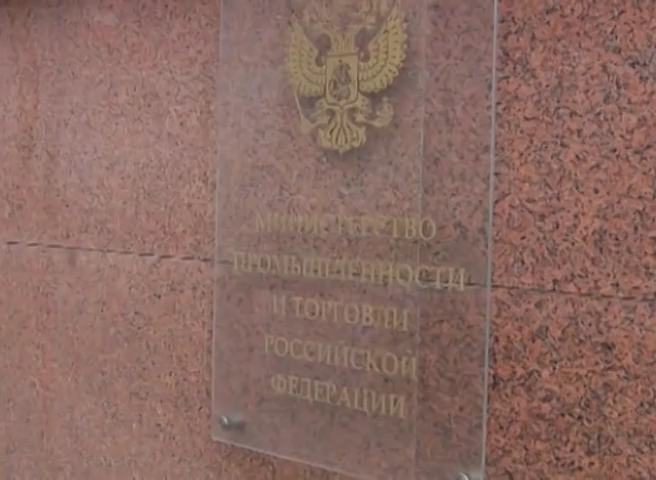 МИНИСТЕРСТВО
ПРОМЫШЛЕННОСТИ
И ТОРГОВЛИ
РОССИЙСКОЙ
ФЕДЕРАЦИИ